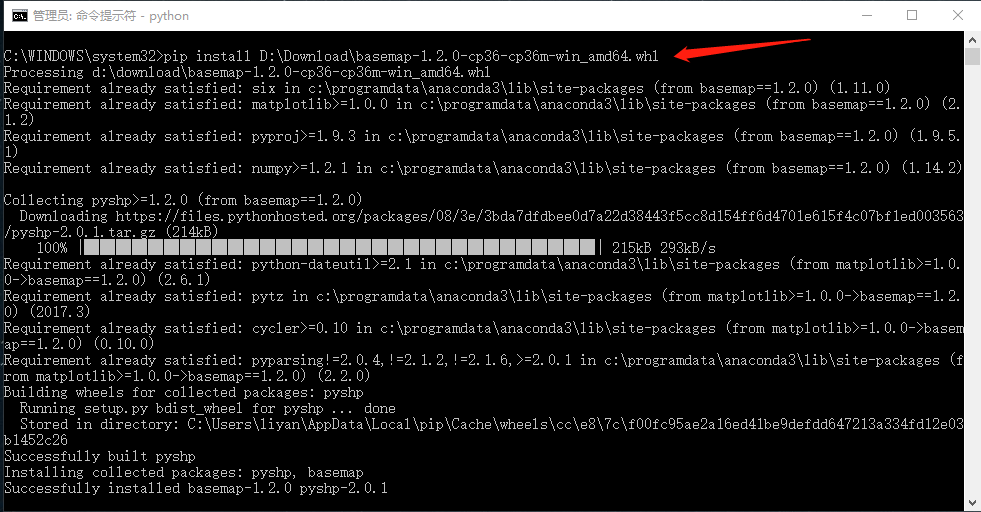 管理员: 命令提示符 - python
C:\WINDOWS\system32>pip install D:\Download\basemap-1.2.0-cp36-cp36m-win_amd64.whl
Processing d:\download\basemap-1.2.0-cp36-cp36m-win_amd64.whl
Requirement already satisfied: six in c:\programdata\anaconda3\lib\site-packages (from basemap==1.2.0) (1.11.0)
Requirement already satisfied: matplotlib>=1.0.0 in c:\programdata\anaconda3\lib\site-packages (from basemap==1.2.0) (2.
1.2)
Requirement already satisfied: pyproj>=1.9.3 in c:\programdata\anaconda3\lib\site-packages (from basemap==1.2.0) (1.9.5.
1)
Requirement already satisfied: numpy>=1.2.1 in c:\programdata\anaconda3\lib\site-packages (from basemap==1.2.0) (1.14.2)
Collecting pyshp>=1.2.0 (from basemap==1.2.0)
  Downloading https://files.pythonhosted.org/packages/08/3e/3bda7dfdbee0d7a22d38443f5cc8d154ff6d4701e615f4c07bf1ed003563
/pyshp-2.0.1.tar.gz (214kB)
    100% || 215kB 293kB/s
Requirement already satisfied: python-dateutil>=2.1 in c:\programdata\anaconda3\lib\site-packages (from matplotlib>=1.0.
0->basemap==1.2.0) (2.6.1)
Requirement already satisfied: pytz in c:\programdata\anaconda3\lib\site-packages (from matplotlib>=1.0.0->basemap==1.2.
0) (2017.3)
Requirement already satisfied: cycler>=0.10 in c:\programdata\anaconda3\lib\site-packages (from matplotlib>=1.0.0->basem
ap==1.2.0) (0.10.0)
Requirement already satisfied: pyparsing!=2.0.4,!=2.1.2,!=2.1.6,>=2.0.1 in c:\programdata\anaconda3\lib\site-packages (f
rom matplotlib>=1.0.0->basemap==1.2.0) (2.2.0)
Building wheels for collected packages: pyshp
  Running setup.py bdist_wheel for pyshp ... done
  Stored in directory: C:\Users\liyan\AppData\Local\pip\Cache\wheels\cc\e8\7c\f00fc95ae2a16ed41be9defdd647213a334fd12e03
b1452c26
Successfully built pyshp
Installing collected packages: pyshp, basemap
Successfully installed basemap-1.2.0 pyshp-2.0.1